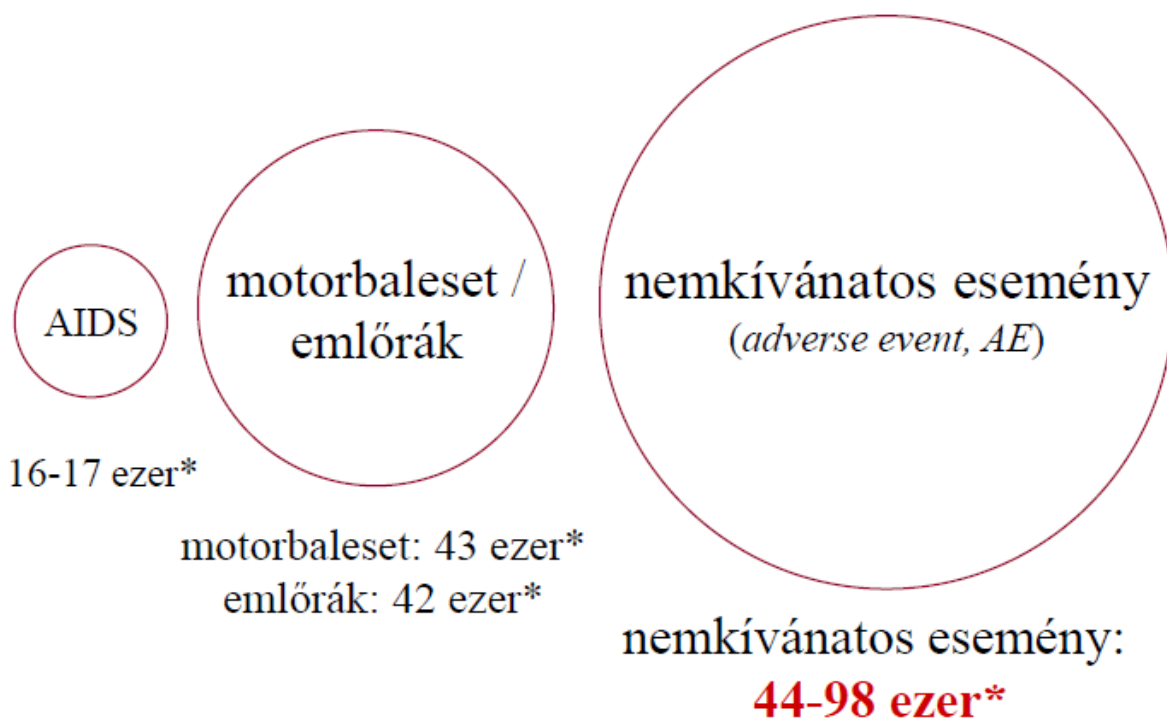 AIDS
16-17 ezer*
motorbaleset /
emlőrák
motorbaleset: 43 ezer*
emlőrák: 42 ezer*
nemkívánatos esemény
(adverse event, AE)
nemkívánatos esemény:
44-98 ezer*